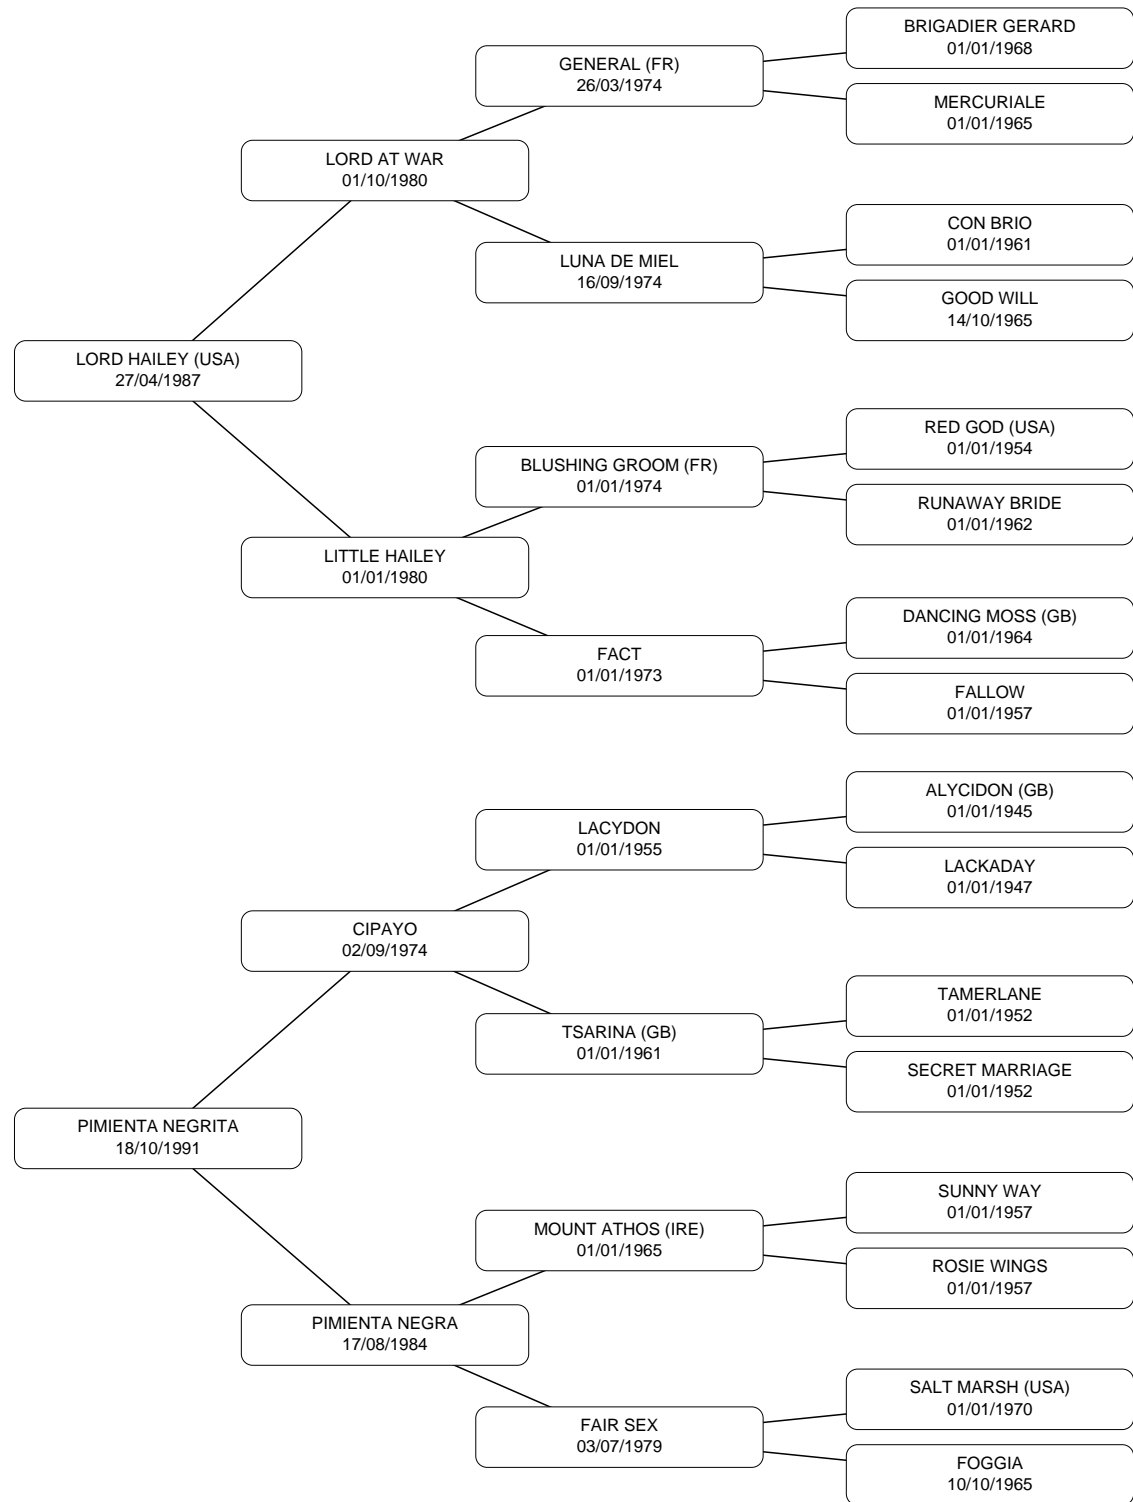 BRIGADIER GERARD
01/01/1968
GENERAL (FR)
26/03/1974
MERCURIALE
01/01/1965
LORD AT WAR
01/10/1980
CON BRIO
01/01/1961
LUNA DE MIEL
16/09/1974
GOOD WILL
14/10/1965
LORD HAILEY (USA)
27/04/1987
RED GOD (USA)
01/01/1954
BLUSHING GROOM (FR)
01/01/1974
RUNAWAY BRIDE
01/01/1962
LITTLE HAILEY
01/01/1980
DANCING MOSS (GB)
01/01/1964
FACT
01/01/1973
FALLOW
01/01/1957
ALYCIDON (GB)
01/01/1945
LACYDON
01/01/1955
LACKADAY
01/01/1947
CIPAYO
02/09/1974
TAMERLANE
01/01/1952
TSARINA (GB)
01/01/1961
SECRET MARRIAGE
01/01/1952
PIMIENTA NEGRITA
18/10/1991
SUNNY WAY
01/01/1957
MOUNT ATHOS (IRE)
01/01/1965
ROSIE WINGS
01/01/1957
PIMIENTA NEGRA
17/08/1984
SALT MARSH (USA)
01/01/1970
FAIR SEX
03/07/1979
FOGGIA
10/10/1965